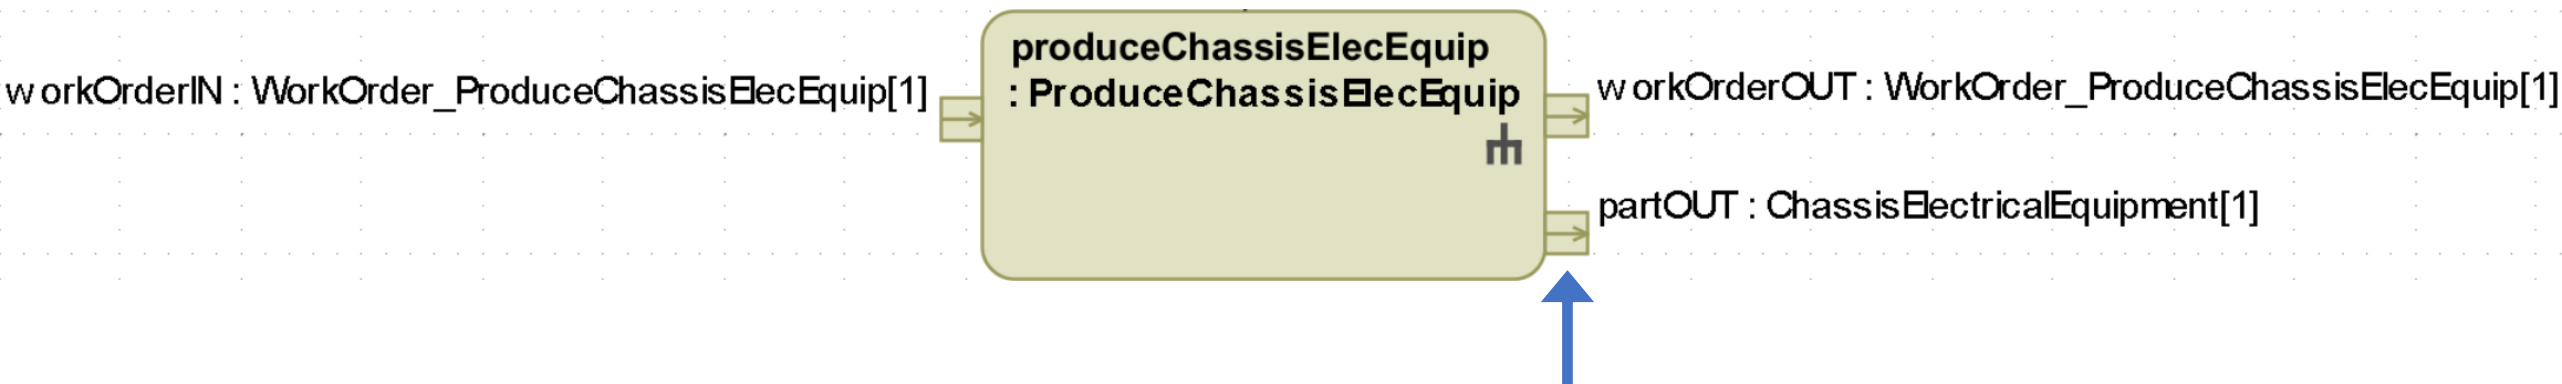 produceChassisElecEquip
workOrderIN : WorkOrder_ProduceChassisElecEquip[1]
: ProduceChassisElecEquip
workOrderOUT : WorkOrder_ProduceChassisElecEquip[1]
partOUT : ChassisElectricalEquipment[1]